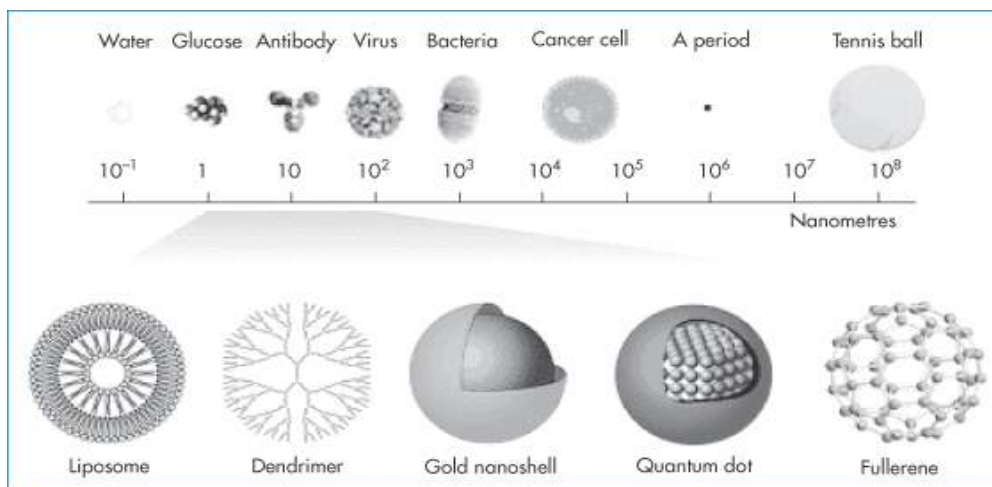 Water Glucose Antibody Virus Bacteria Cancer cell A period Tennis ball
10⁻¹ 1 10 10² 10³ 10⁴ 10⁵ 10⁶ 10⁷ 10⁸
Nanometres
Liposome Dendrimer Gold nanoshell Quantum dot Fullerene